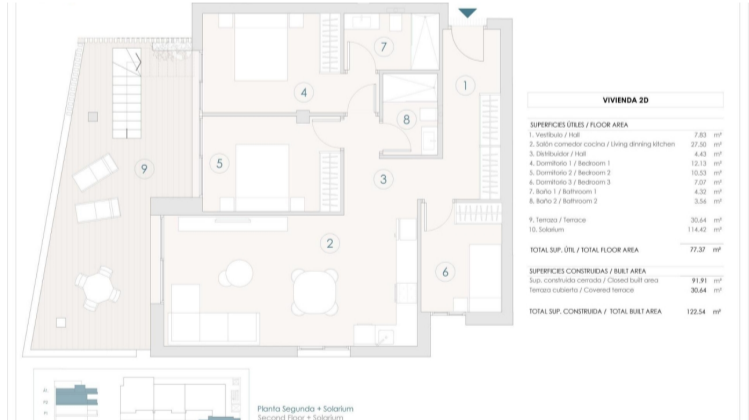 VIVIENDA 2D
SUPERFICIES ÚTILES / FLOOR AREA
1. Vestíbulo / Hall 7.83 m²
2. Salón comedor cocina / Living dinning kitchen 27.50 m²
3. Distribuidor / Hall 4.43 m²
4. Dormitorio 1 / Bedroom 1 12.13 m²
5. Dormitorio 2 / Bedroom 2 10.53 m²
6. Dormitorio 3 / Bedroom 3 7.07 m²
7. Baño 1 / Bathroom 1 4.32 m²
8. Baño 2 / Bathroom 2 3.56 m²
9. Terraza / Terrace 30.64 m²
10. Solarium 114.42 m²
TOTAL SUP. ÚTIL / TOTAL FLOOR AREA 77.37 m²
SUPERFICIES CONSTRUIDAS / BUILT AREA
Sup. construida cerrada / Closed built area 91.91 m²
Terraza cubierta / Covered terrace 30.64 m²
TOTAL SUP. CONSTRUIDA / TOTAL BUILT AREA 122.54 m²
7
1
4
8
5
9
3
2
6
Planta Segunda + Solarium
Second Floor + Solarium